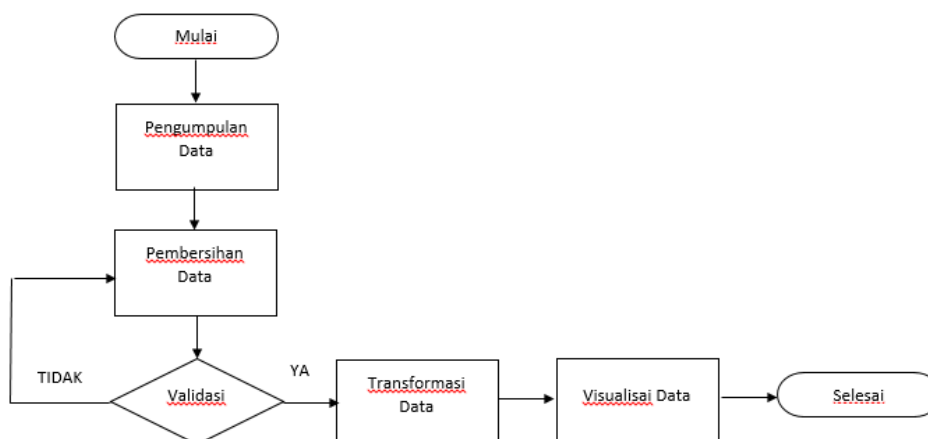 Mulai
Pengumpulan
Data
Pembersihan
Data
TIDAK
Validasi
YA
Transformasi
Data
Visualisai Data
Selesai